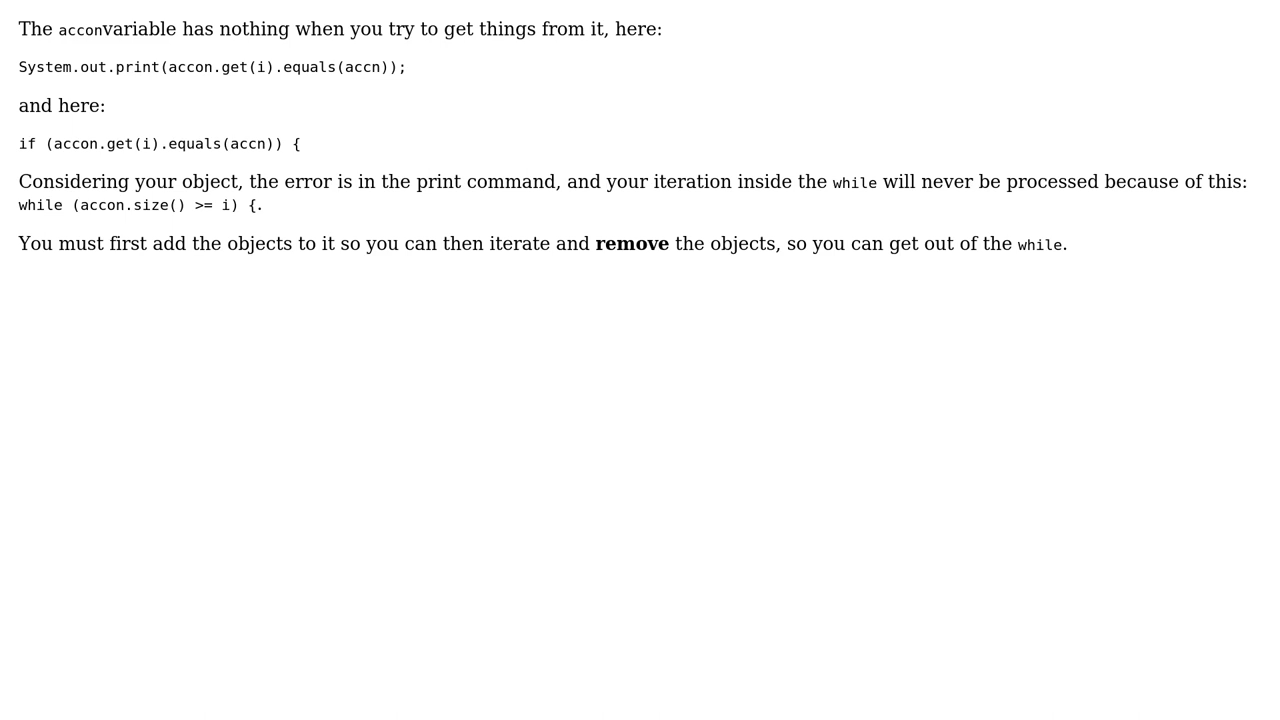 The acconvariable has nothing when you try to get things from it, here:
System.out.print(accon.get(i).equals(accn));
and here:
if (accon.get(i).equals(accn)) {
Considering your object, the error is in the print command, and your iteration inside the while will never be processed because of this:
while (accon.size() >= i) {.
You must first add the objects to it so you can then iterate and remove the objects, so you can get out of the while.